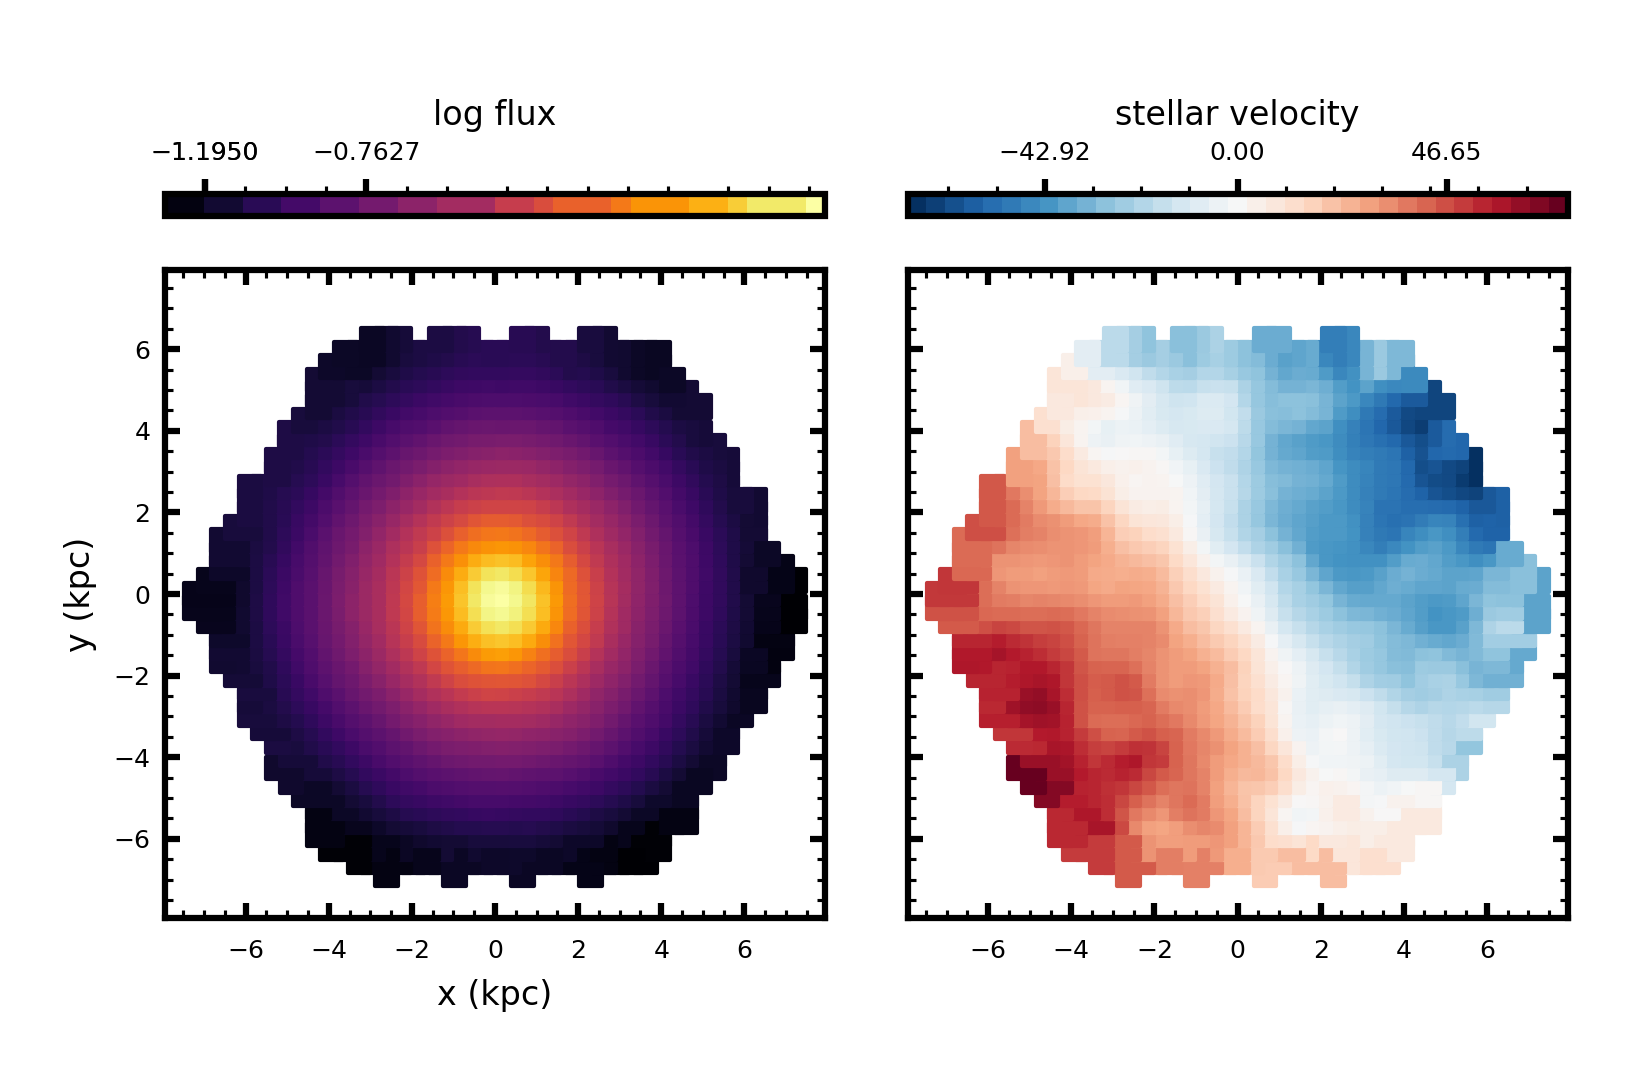 log flux
stellar velocity
−1.1950 −0.7627
−42.92 0.00 46.65
6
4
2
0
−2
−4
−6
y (kpc)
−6 −4 −2 0 2 4 6
−6 −4 −2 0 2 4 6
x (kpc)